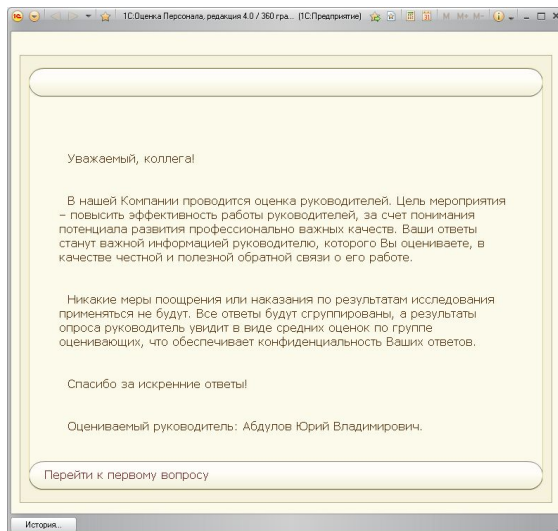 1С:Оценка Персонала, редакция 4.0 / 360 гра... (1С:Предприятие)
M M+ M-
Уважаемый, коллега!
В нашей Компании проводится оценка руководителей. Цель мероприятия
– повысить эффективность работы руководителей, за счет понимания
потенциала развития профессионально важных качеств. Ваши ответы
станут важной информацией руководителю, которого Вы оцениваете, в
качестве честной и полезной обратной связи о его работе.
Никакие меры поощрения или наказания по результатам исследования
применяться не будут. Все ответы будут сгруппированы, а результаты
опроса руководитель увидит в виде средних оценок по группе
оценивающих, что обеспечивает конфиденциальность Ваших ответов.
Спасибо за искренние ответы!
Оцениваемый руководитель: Абдулов Юрий Владимирович.
Перейти к первому вопросу
История...